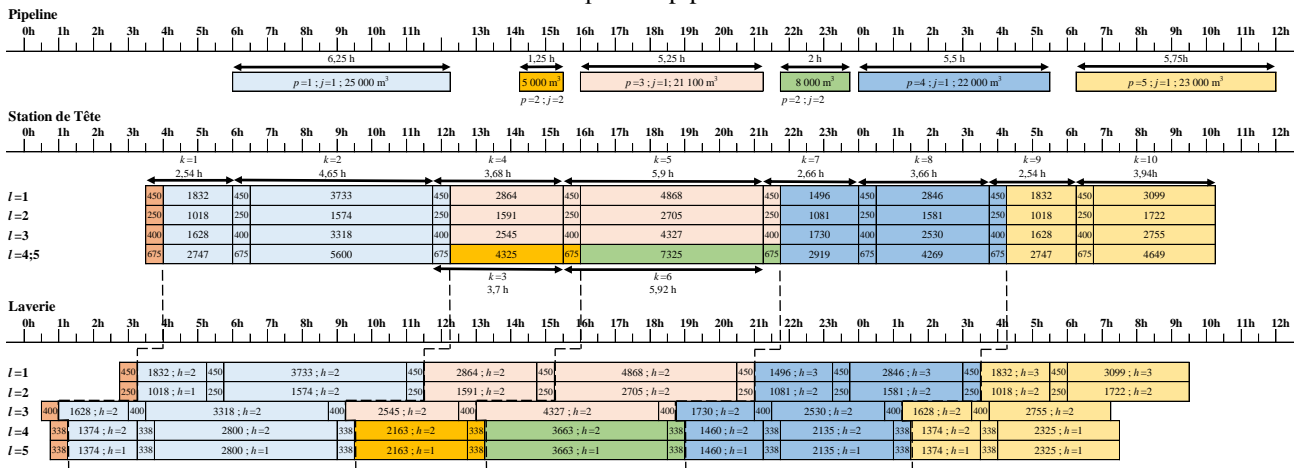 Pipeline
0h 1h 2h 3h 4h 5h 6h 7h 8h 9h 10h 11h 12h 13h 14h 15h 16h 17h 18h 19h 20h 21h 22h 23h 0h 1h 2h 3h 4h 5h 6h 7h 8h 9h 10h 11h 12h
6,25 h 1,25 h 5,25 h 2 h 5,5 h 5,75h
p=1 ; j=1 ; 25 000 m³ 5 000 m³ p=3 ; j=1; 21 100 m³ 8 000 m³ p=4 ; j=1; 22 000 m³ p=5 ; j=1; 23 000 m³
p=2 ; j=2 p=2 ; j=2
Station de Tête
0h 1h 2h 3h 4h 5h 6h 7h 8h 9h 10h 11h 12h 13h 14h 15h 16h 17h 18h 19h 20h 21h 22h 23h 0h 1h 2h 3h 4h 5h 6h 7h 8h 9h 10h 11h 12h
k=1 k=2 k=4 k=5 k=7 k=8 k=9 k=10
2,54 h 4,65 h 3,68 h 5,9 h 2,66 h 3,66 h 2,54 h 3,94h
l=1 450 1832 450 3733 450 2864 450 4868 450 1496 450 2846 450 1832 450 3099
l=2 250 1018 250 1574 250 1591 250 2705 250 1081 250 1581 250 1018 250 1722
l=3 400 1628 400 3318 400 2545 400 4327 400 1730 400 2530 400 1628 400 2755
l=4;5 675 2747 675 5600 675 4325 675 7325 675 2919 675 4269 675 2747 675 4649
k=3 k=6
3,7 h 5,92 h
Laverie
0h 1h 2h 3h 4h 5h 6h 7h 8h 9h 10h 11h 12h 13h 14h 15h 16h 17h 18h 19h 20h 21h 22h 23h 0h 1h 2h 3h 4h 5h 6h 7h 8h 9h 10h 11h 12h
l=1 450 1832 ; h=2 450 3733 ; h=2 450 2864 ; h=2 450 4868 ; h=2 450 1496 ; h=3 450 2846 ; h=3 450 1832 ; h=3 450 3099 ; h=3
l=2 250 1018 ; h=1 250 1574 ; h=2 250 1591 ; h=2 250 2705 ; h=2 250 1081 ; h=2 250 1581 ; h=2 250 1018 ; h=2 250 1722 ; h=2
l=3 400 1628 ; h=2 400 3318 ; h=2 400 2545 ; h=2 400 4327 ; h=2 400 1730 ; h=2 400 2530 ; h=2 400 1628 ; h=2 400 2755 ; h=2
l=4 338 1374 ; h=2 338 2800 ; h=2 338 2163 ; h=2 338 3663 ; h=2 338 1460 ; h=2 338 2135 ; h=2 338 1374 ; h=2 338 2325 ; h=1
l=5 338 1374 ; h=1 338 2800 ; h=1 338 2163 ; h=1 338 3663 ; h=1 338 1460 ; h=1 338 2135 ; h=1 338 1374 ; h=1 338 2325 ; h=1